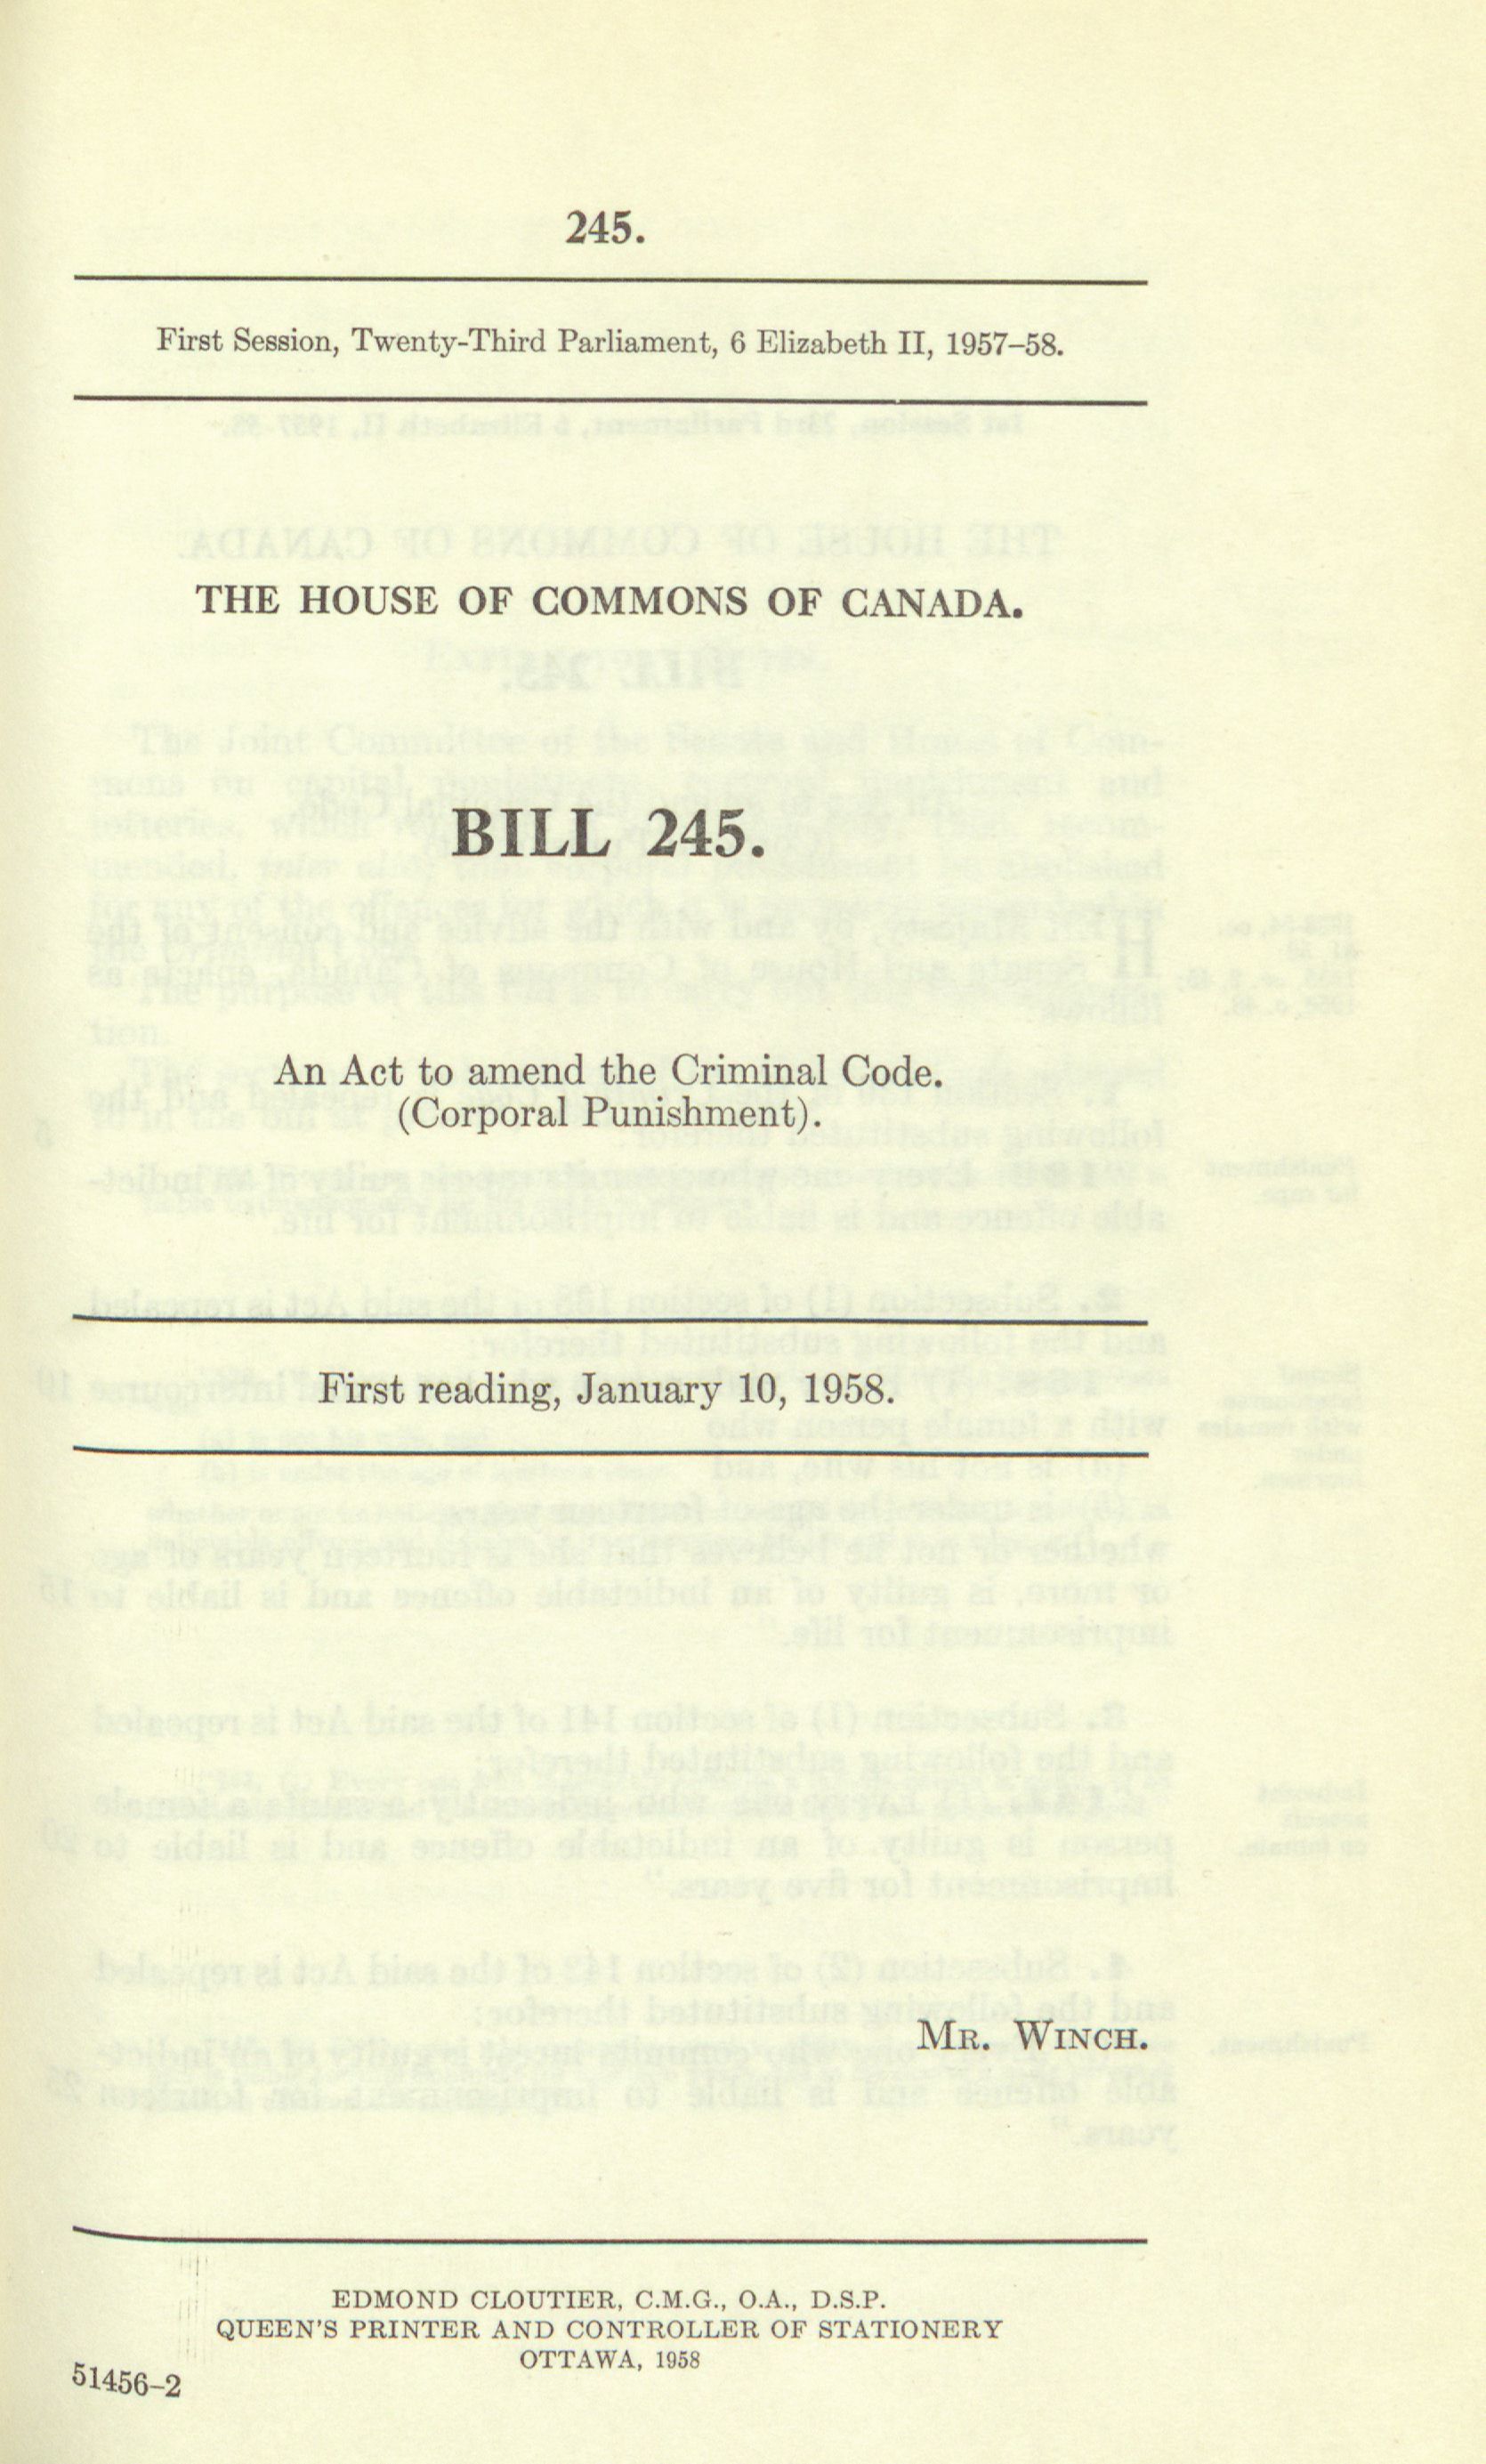 245.
First Session, Twenty-Third Parliament, 6 Elizabeth II, 1957–58.
THE HOUSE OF COMMONS OF CANADA.
BILL 245.
An Act to amend the Criminal Code.
(Corporal Punishment).
First reading, January 10, 1958.
MR. WINCH.
EDMOND CLOUTIER, C.M.G., O.A., D.S.P.
QUEEN'S PRINTER AND CONTROLLER OF STATIONERY
OTTAWA, 1958
51456–2